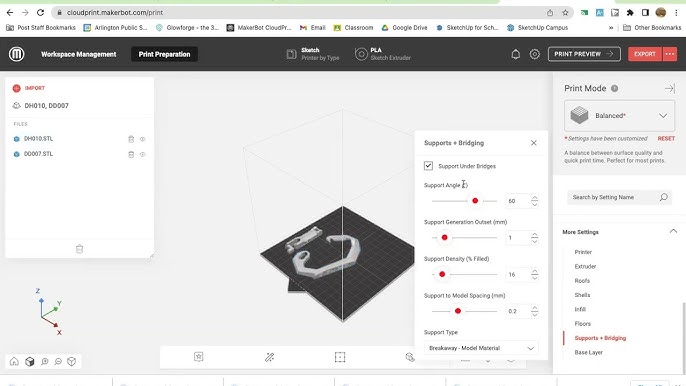 cloudprint.makerbot.com/print
Post Staff Bookmarks
Arlington Public S...
Glowforge - the 3...
MakerBot CloudPr...
EMail
Classroom
Google Drive
SketchUp for Sch...
SketchUp Campus
Other Bookmarks
Workspace Management
Print Preparation
Sketch
Printer by Type
PLA
Sketch Extruder
PRINT PREVIEW
EXPORT
IMPORT
DH010, DD007
FILES
DH010.STL
DD007.STL
Z
Y
X
Supports + Bridging
Support Under Bridges
Support Angle (°)
60
Support Generation Outset (mm)
1
Support Density (% Filled)
16
Support to Model Spacing (mm)
0.2
Support Type
Breakaway - Model Material
Print Mode
Balanced*
*Settings have been customized
RESET
A balance between surface quality and
quick print time. Perfect for most prints.
Search by Setting Name
More Settings
Printer
Extruder
Roofs
Shells
Infill
Floors
Supports + Bridging
Base Layer